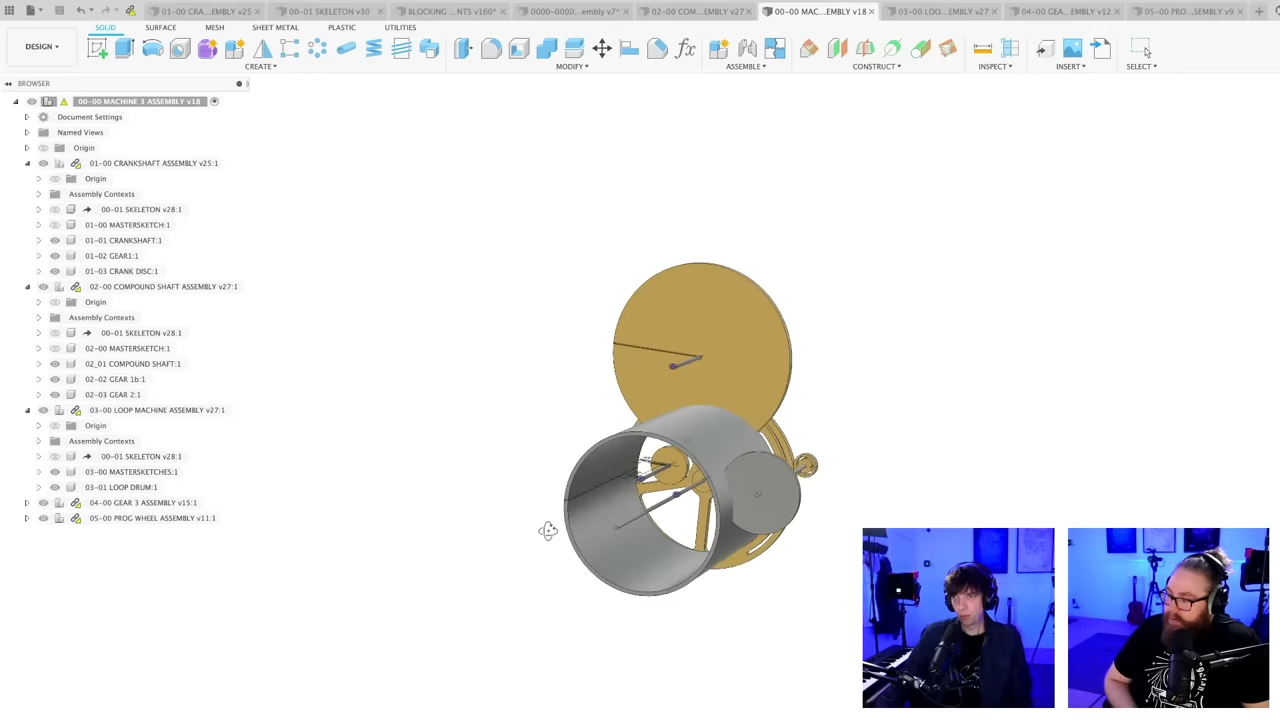 01-00 CRA...EMBLY v25
00-01 SKELETON v30
BLOCKING ...NTS v160*
0000~0000...embly v7*
02-00 COM...EMBLY v27
00-00 MAC...EMBLY v18
03-00 LOO...EMBLY v27
04-00 GEA...EMBLY v12
05-00 PRO...SEMBLY v9
SOLID
SURFACE
MESH
SHEET METAL
PLASTIC
UTILITIES
DESIGN
CREATE
MODIFY
ASSEMBLE
CONSTRUCT
INSPECT
INSERT
SELECT
BROWSER
00-00 MACHINE 3 ASSEMBLY v18
Document Settings
Named Views
Origin
01-00 CRANKSHAFT ASSEMBLY v25:1
Origin
Assembly Contexts
00-01 SKELETON v28:1
01-00 MASTERSKETCH:1
01-01 CRANKSHAFT:1
01-02 GEAR1:1
01-03 CRANK DISC:1
02-00 COMPOUND SHAFT ASSEMBLY v27:1
Origin
Assembly Contexts
00-01 SKELETON v28:1
02-00 MASTERSKETCH:1
02_01 COMPOUND SHAFT:1
02-02 GEAR 1b:1
02-03 GEAR 2:1
03-00 LOOP MACHINE ASSEMBLY v27:1
Origin
Assembly Contexts
00-01 SKELETON v28:1
03-00 MASTERSKETCHES:1
03-01 LOOP DRUM:1
04-00 GEAR 3 ASSEMBLY v15:1
05-00 PROG WHEEL ASSEMBLY v11:1